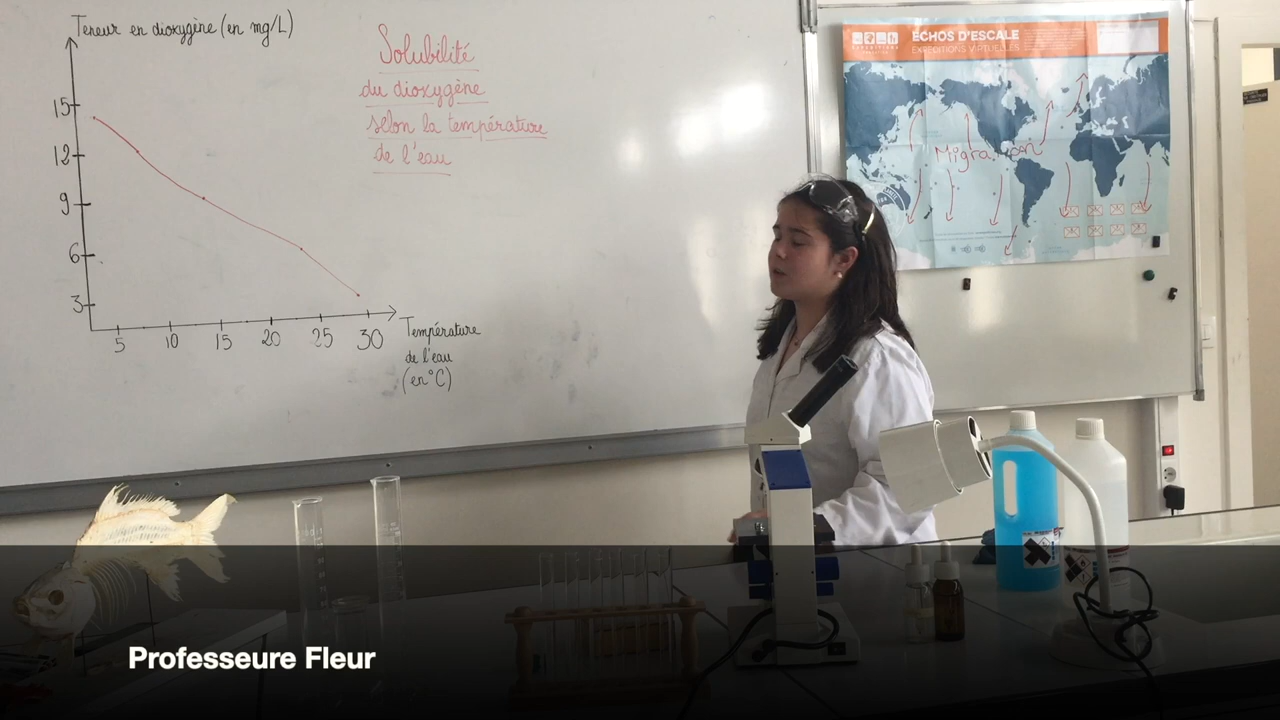 Teneur en dioxygène (en mg/L)
15
12
9
6
3
5 10 15 20 25 30
Température
de l'eau
(en °C)
Solubilité
du dioxygène
selon la température
de l'eau
ECHOS D'ESCALE
EXPÉDITIONS VIRTUELLES
Migration
Professeure Fleur